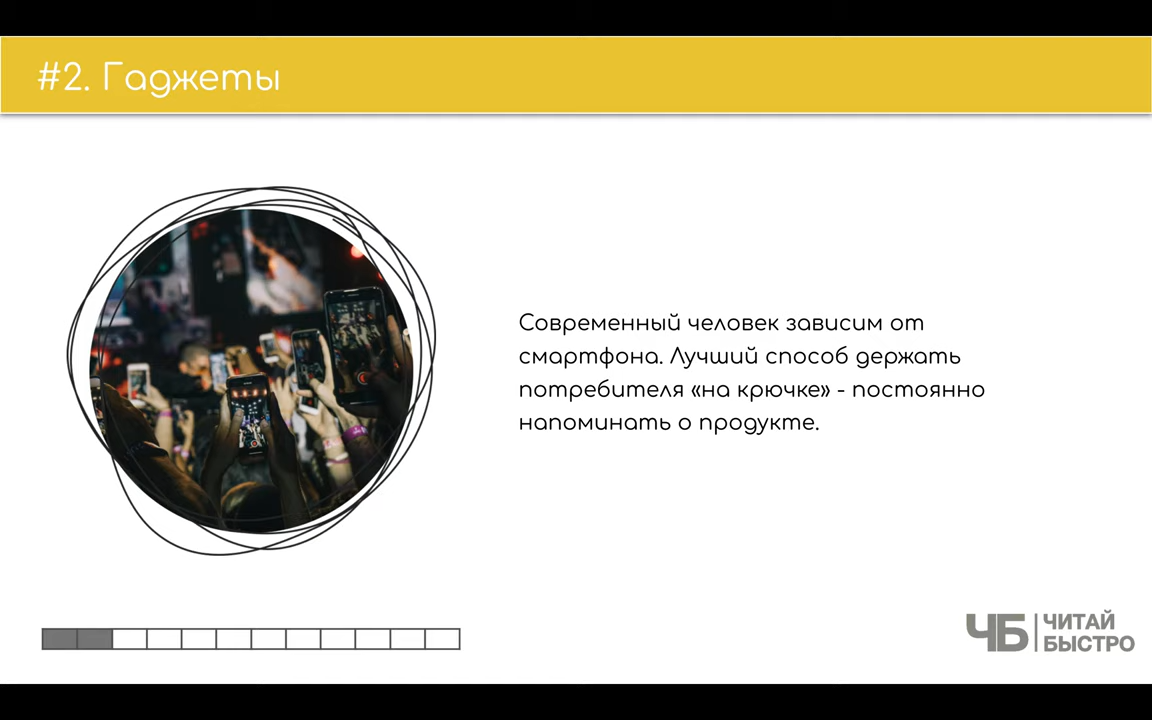 #2. Гаджеты
Современный человек зависим от
смартфона. Лучший способ держать
потребителя «на крючке» - постоянно
напоминать о продукте.
ЧБ
ЧИТАЙ
БЫСТРО